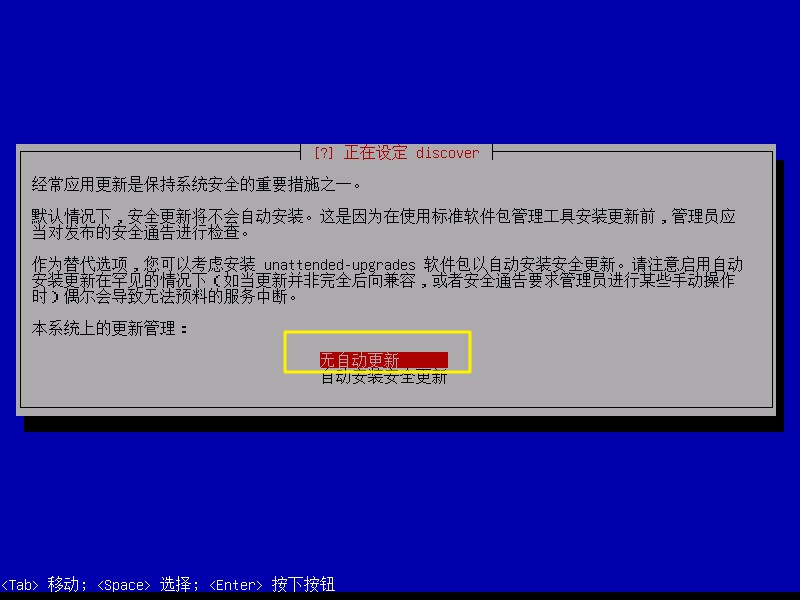 [?] 正在设定 discover
经常应用更新是保持系统安全的重要措施之一。
默认情况下,安全更新将不会自动安装。这是因为在使用标准软件包管理工具安装更新前,管理员应
当对发布的安全通告进行检查。
作为替代选项,您可以考虑安装 unattended-upgrades 软件包以自动安装安全更新。请注意启用自动
安装更新在罕见的情况下(如当更新并非完全后向兼容,或者安全通告要求管理员进行某些手动操作
时)偶尔会导致无法预料的服务中断。
本系统上的更新管理:
无自动更新
自动安装安全更新
<Tab> 移动; <Space> 选择; <Enter> 按下按钮